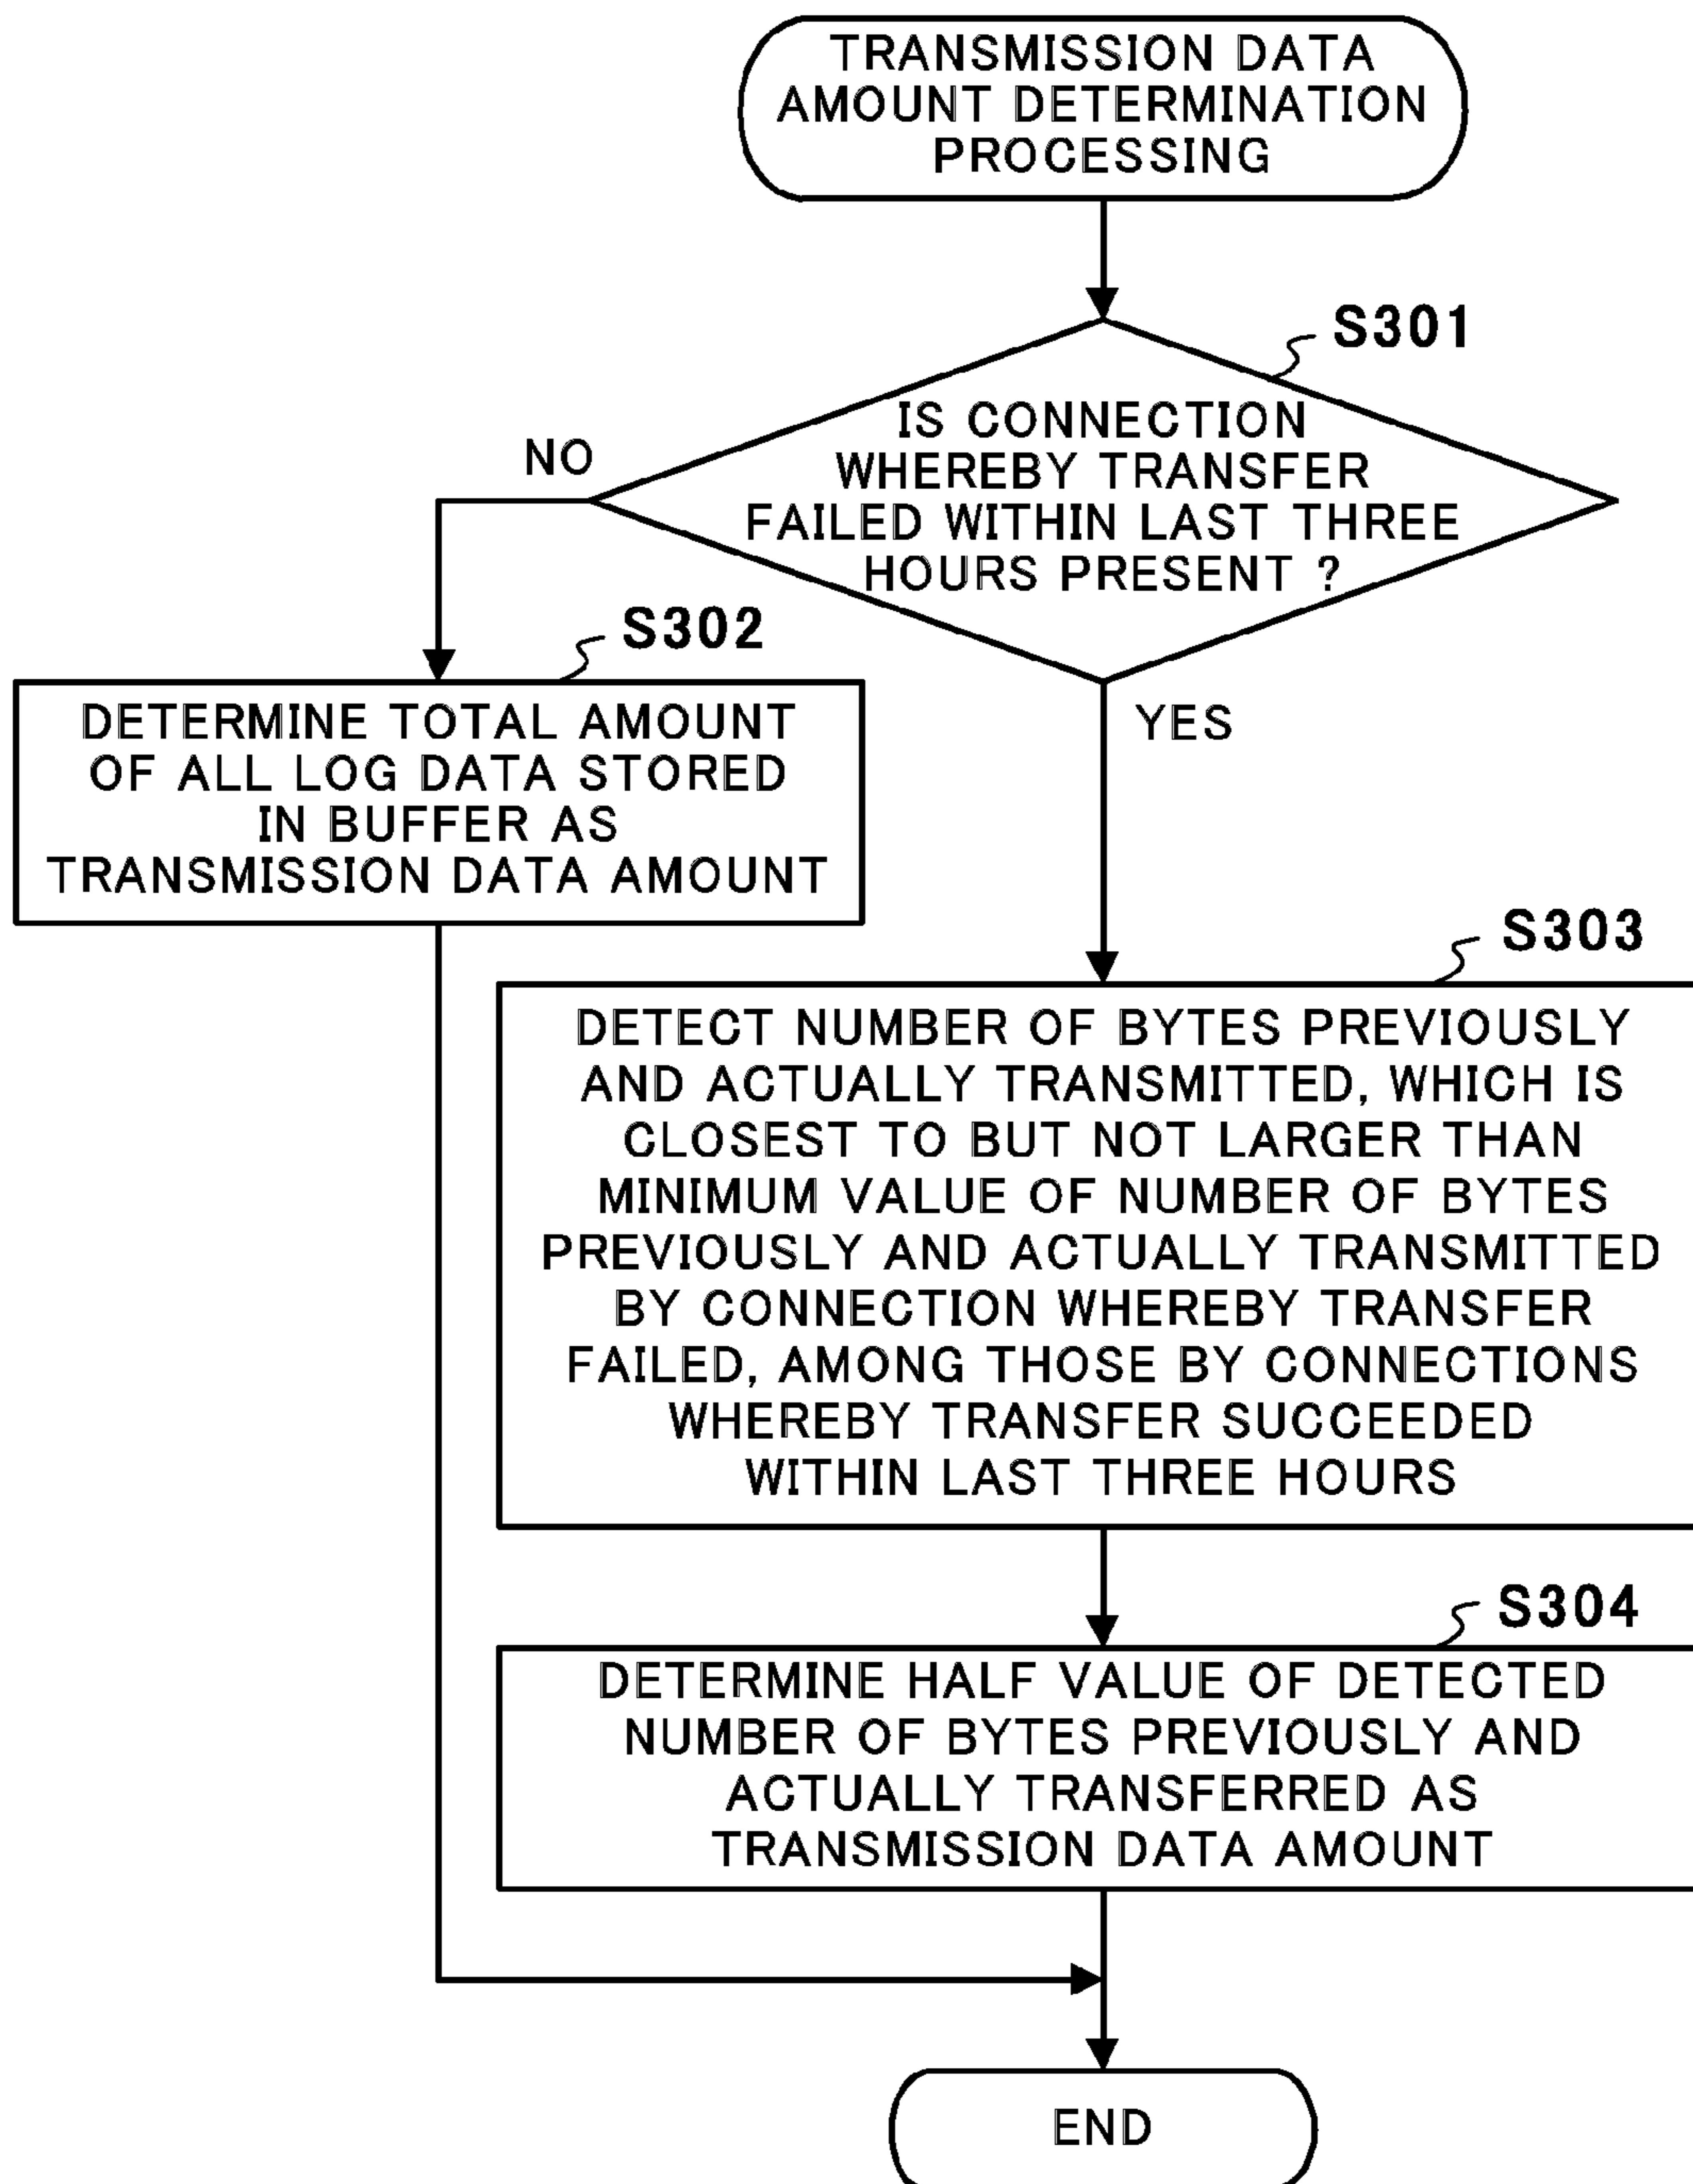 TRANSMISSION DATA
AMOUNT DETERMINATION
PROCESSING
S301
IS CONNECTION
WHEREBY TRANSFER
FAILED WITHIN LAST THREE
HOURS PRESENT ?
NO
S302
DETERMINE TOTAL AMOUNT
OF ALL LOG DATA STORED
IN BUFFER AS
TRANSMISSION DATA AMOUNT
YES
S303
DETECT NUMBER OF BYTES PREVIOUSLY
AND ACTUALLY TRANSMITTED, WHICH IS
CLOSEST TO BUT NOT LARGER THAN
MINIMUM VALUE OF NUMBER OF BYTES
PREVIOUSLY AND ACTUALLY TRANSMITTED
BY CONNECTION WHEREBY TRANSFER
FAILED, AMONG THOSE BY CONNECTIONS
WHEREBY TRANSFER SUCCEEDED
WITHIN LAST THREE HOURS
S304
DETERMINE HALF VALUE OF DETECTED
NUMBER OF BYTES PREVIOUSLY AND
ACTUALLY TRANSFERRED AS
TRANSMISSION DATA AMOUNT
END